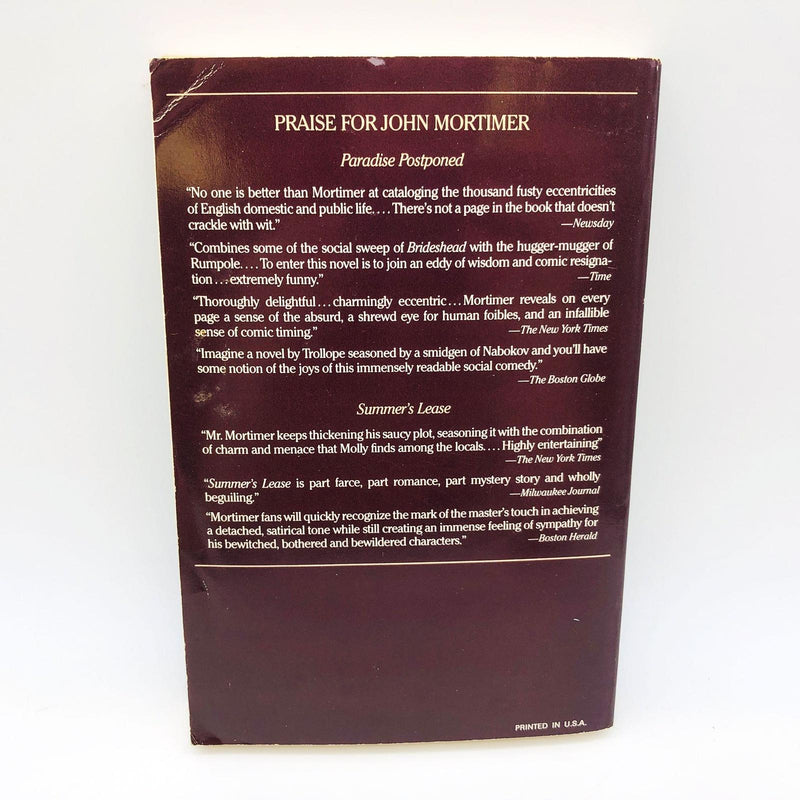 PRAISE FOR JOHN MORTIMER
Paradise Postponed
“No one is better than Mortimer at cataloging the thousand fusty eccentricities
of English domestic and public life.... There's not a page in the book that doesn't
crackle with wit.” —Newsday
“Combines some of the social sweep of Brideshead with the hugger-mugger of
Rumpole.... To enter this novel is to join an eddy of wisdom and comic resigna-
tion...extremely funny.” —Time
“Thoroughly delightful...charmingly eccentric...Mortimer reveals on every
page a sense of the absurd, a shrewd eye for human foibles, and an infallible
sense of comic timing.” —The New York Times
“Imagine a novel by Trollope seasoned by a smidgen of Nabokov and you'll have
some notion of the joys of this immensely readable social comedy.”
—The Boston Globe
Summer's Lease
“Mr. Mortimer keeps thickening his saucy plot, seasoning it with the combination
of charm and menace that Molly finds among the locals.... Highly entertaining”
—The New York Times
“Summer's Lease is part farce, part romance, part mystery story and wholly
beguiling.” —Milwaukee Journal
“Mortimer fans will quickly recognize the mark of the master's touch in achieving
a detached, satirical tone while still creating an immense feeling of sympathy for
his bewitched, bothered and bewildered characters.” —Boston Herald
PRINTED IN U.S.A.